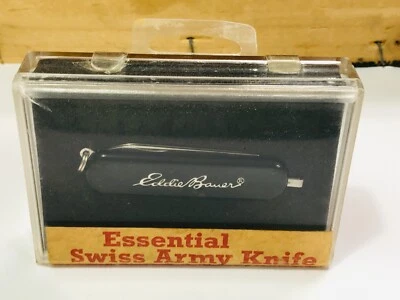 Eddie Bauer®
Essential
Swiss Army Knife